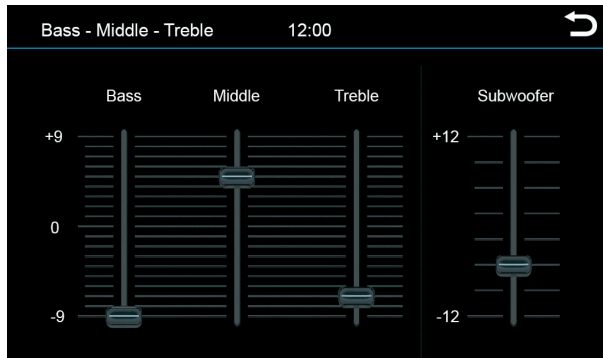 Bass - Middle - Treble 12:00
Bass Middle Treble Subwoofer
+9 +12
0
-9 -12